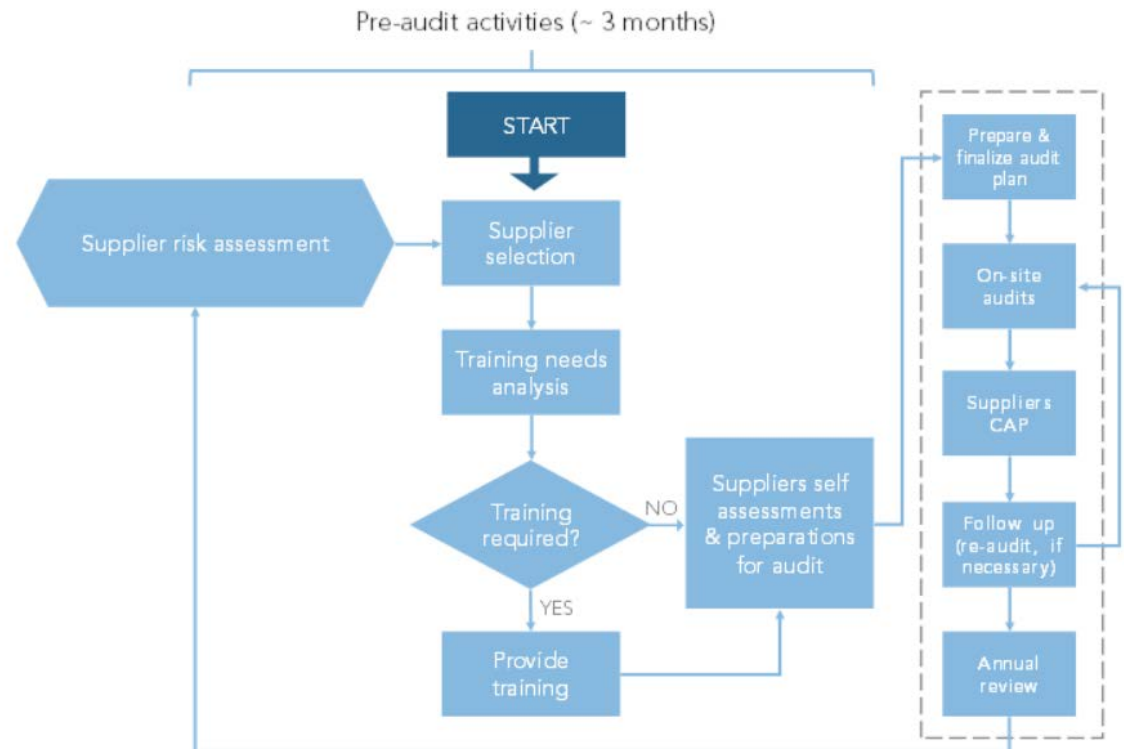 Pre-audit activities (~ 3 months)
START
Supplier risk assessment
Supplier
selection
Training needs
analysis
Training
required?
NO
YES
Provide
training
Suppliers self
assessments
& preparations
for audit
Prepare &
finalize audit
plan
On-site
audits
Suppliers
CAP
Follow up
(re-audit, if
necessary)
Annual
review